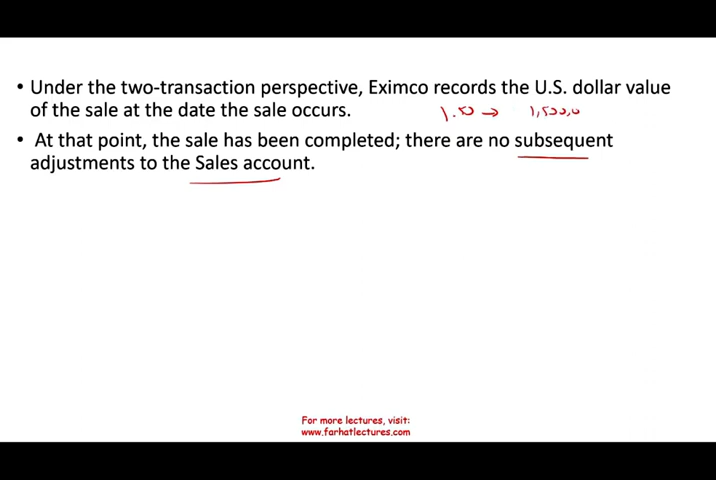 • Under the two-transaction perspective, Eximco records the U.S. dollar value
of the sale at the date the sale occurs.
1.50 →
• At that point, the sale has been completed; there are no subsequent
adjustments to the Sales account.
For more lectures, visit:
www.farhatlectures.com